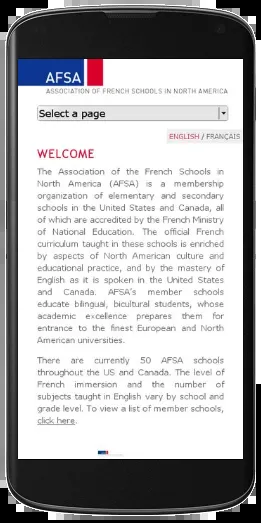 AFSA
ASSOCIATION OF FRENCH SCHOOLS IN NORTH AMERICA
Select a page
ENGLISH / FRANÇAIS
WELCOME
The Association of the French Schools in
North America (AFSA) is a membership
organization of elementary and secondary
schools in the United States and Canada, all
of which are accredited by the French Ministry
of National Education. The official French
curriculum taught in these schools is enriched
by aspects of North American culture and
educational practice, and by the mastery of
English as it is spoken in the United States
and Canada. AFSA's member schools
educate bilingual, bicultural students, whose
academic excellence prepares them for
entrance to the finest European and North
American universities.
There are currently 50 AFSA schools
throughout the US and Canada. The level of
French immersion and the number of
subjects taught in English vary by school and
grade level. To view a list of member schools,
click here.